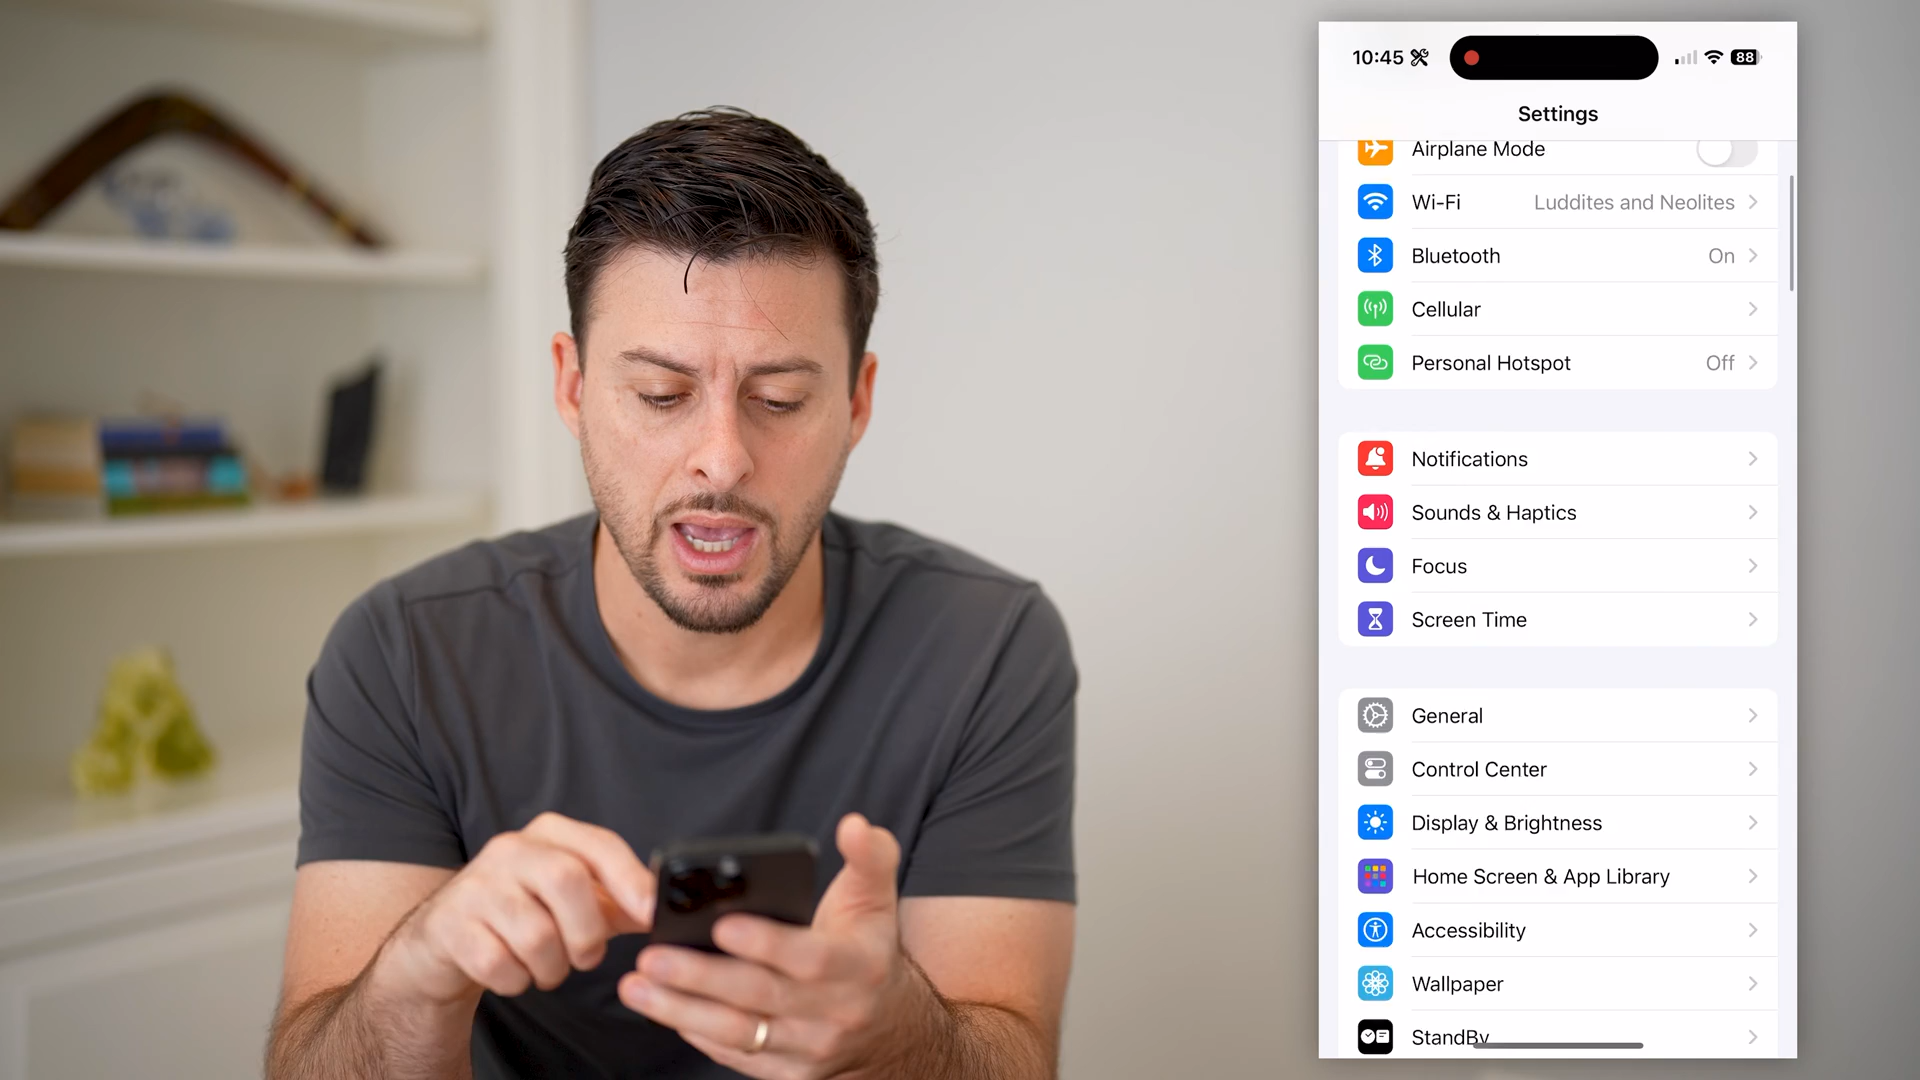 10:45
88
Settings
Airplane Mode
Wi-Fi Luddites and Neolites
Bluetooth On
Cellular
Personal Hotspot Off
Notifications
Sounds & Haptics
Focus
Screen Time
General
Control Center
Display & Brightness
Home Screen & App Library
Accessibility
Wallpaper
StandBy